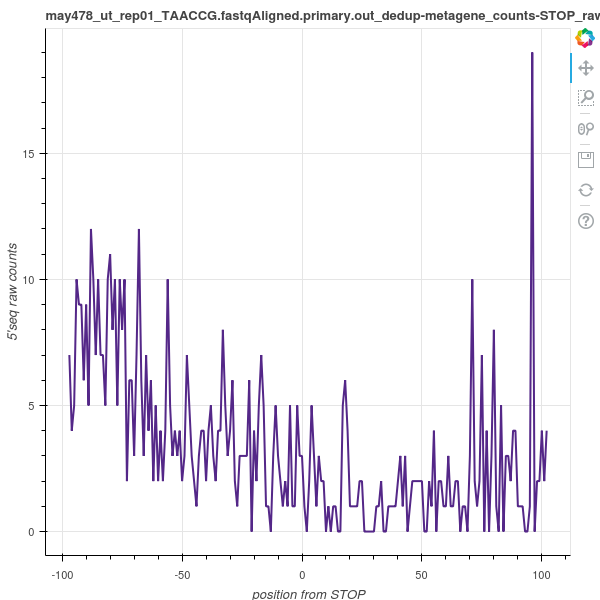 may478_ut_rep01_TAACCG.fastqAligned.primary.out_dedup-metagene_counts-STOP_raw
15
10
5
0
5'seq raw counts
-100 -50 0 50 100
position from STOP